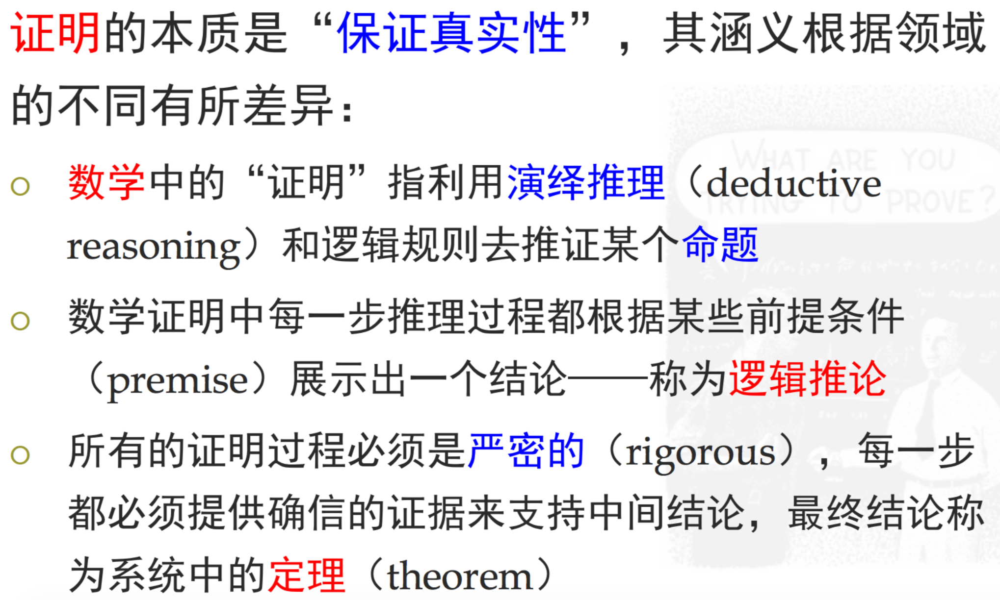 证明的本质是“保证真实性”，其涵义根据领域
的不同有所差异：
数学中的“证明”指利用演绎推理（deductive
reasoning）和逻辑规则去推证某个命题
数学证明中每一步推理过程都根据某些前提条件
（premise）展示出一个结论——称为逻辑推论
所有的证明过程必须是严密的（rigorous），每一步
都必须提供确信的证据来支持中间结论，最终结论称
为系统中的定理（theorem）
WHAT ARE YOU
TRYING TO PROVE?